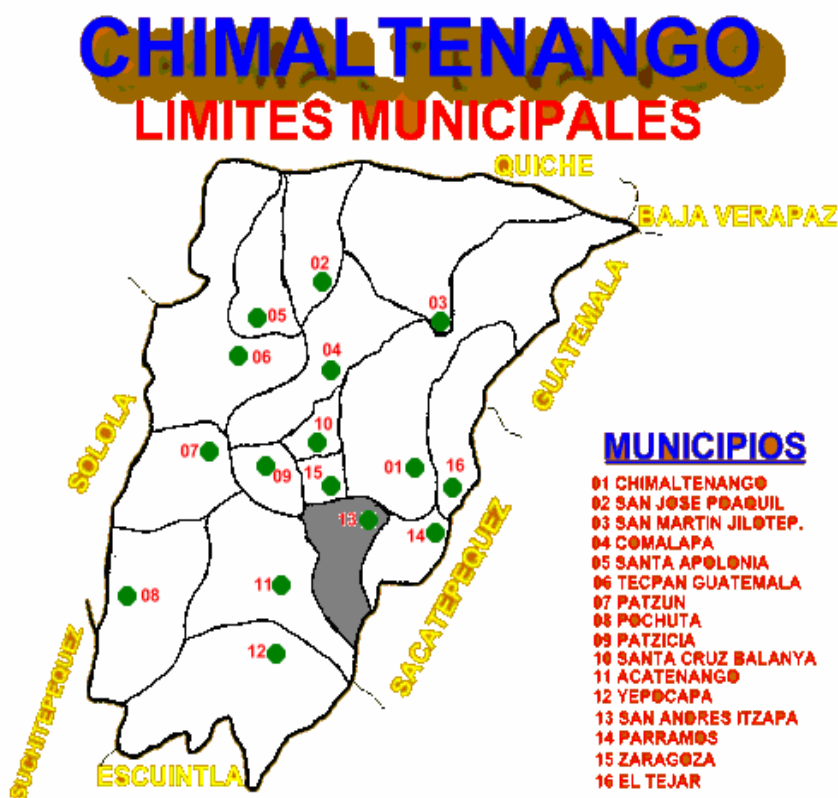 CHIMALTENANGO
LIMITES MUNICIPALES
QUICHE
BAJA VERAPAZ
GUATEMALA
SOLOLA
SACATEPEQUEZ
SUCHITEPEQUEZ
ESCUINTLA
02
05
03
06
04
10
07
09
15
01
16
13
14
08
11
12
MUNICIPIOS
01 CHIMALTENANGO
02 SAN JOSE POAQUIL
03 SAN MARTIN JILOTEP.
04 COMALAPA
05 SANTA APOLONIA
06 TECPAN GUATEMALA
07 PATZUN
08 POCHUTA
09 PATZICIA
10 SANTA CRUZ BALANYA
11 ACATENANGO
12 YEPOCAPA
13 SAN ANDRES ITZAPA
14 PARRAMOS
15 ZARAGOZA
16 EL TEJAR